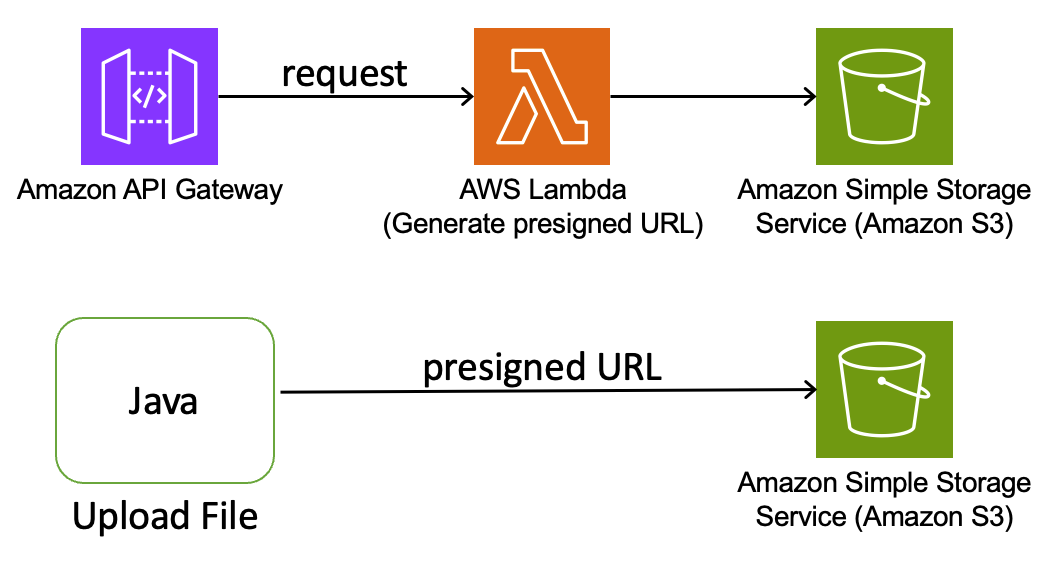 request
</>
Amazon API Gateway
AWS Lambda
(Generate presigned URL)
Amazon Simple Storage
Service (Amazon S3)
Java
presigned URL
Upload File
Amazon Simple Storage
Service (Amazon S3)